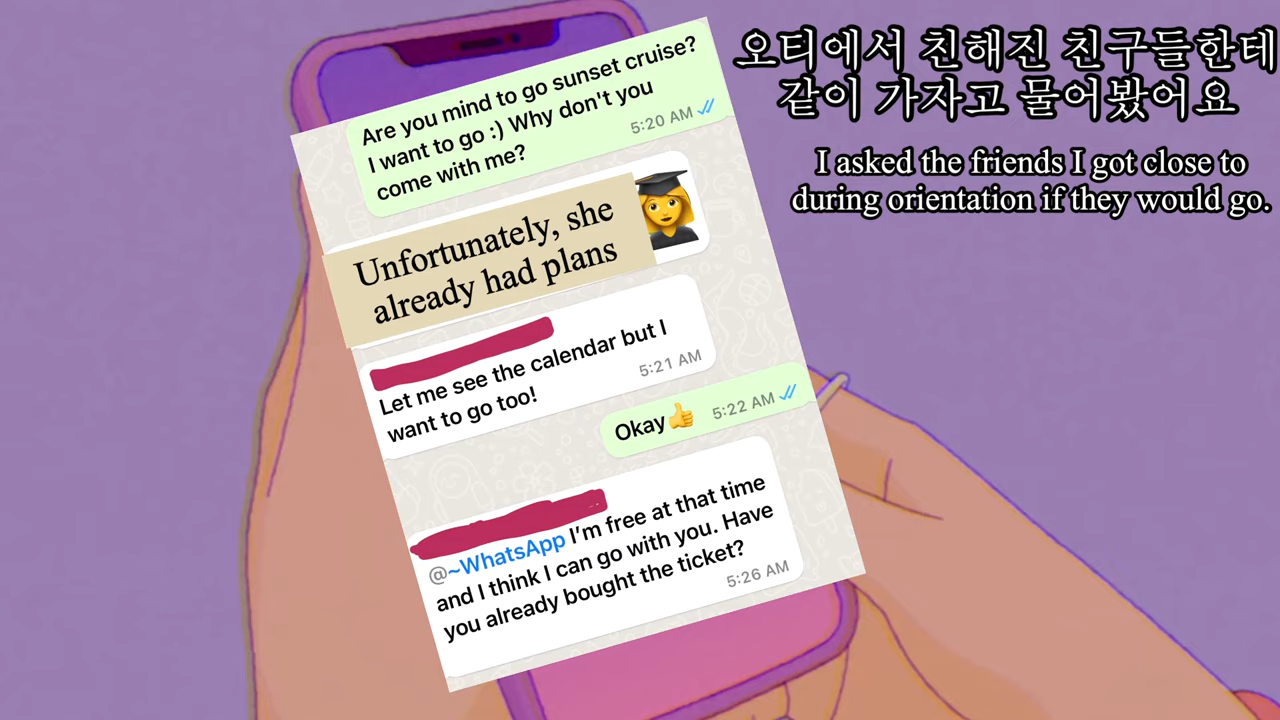 오티에서 친해진 친구들한테
같이 가자고 물어봤어요
I asked the friends I got close to
during orientation if they would go.
Are you mind to go sunset cruise?
I want to go :) Why don't you
come with me?
5:20 AM
Unfortunately, she
already had plans
Let me see the calendar but I
want to go too!
5:21 AM
Okay👍 5:22 AM
@~WhatsApp I'm free at that time
and I think I can go with you. Have
you already bought the ticket?
5:26 AM